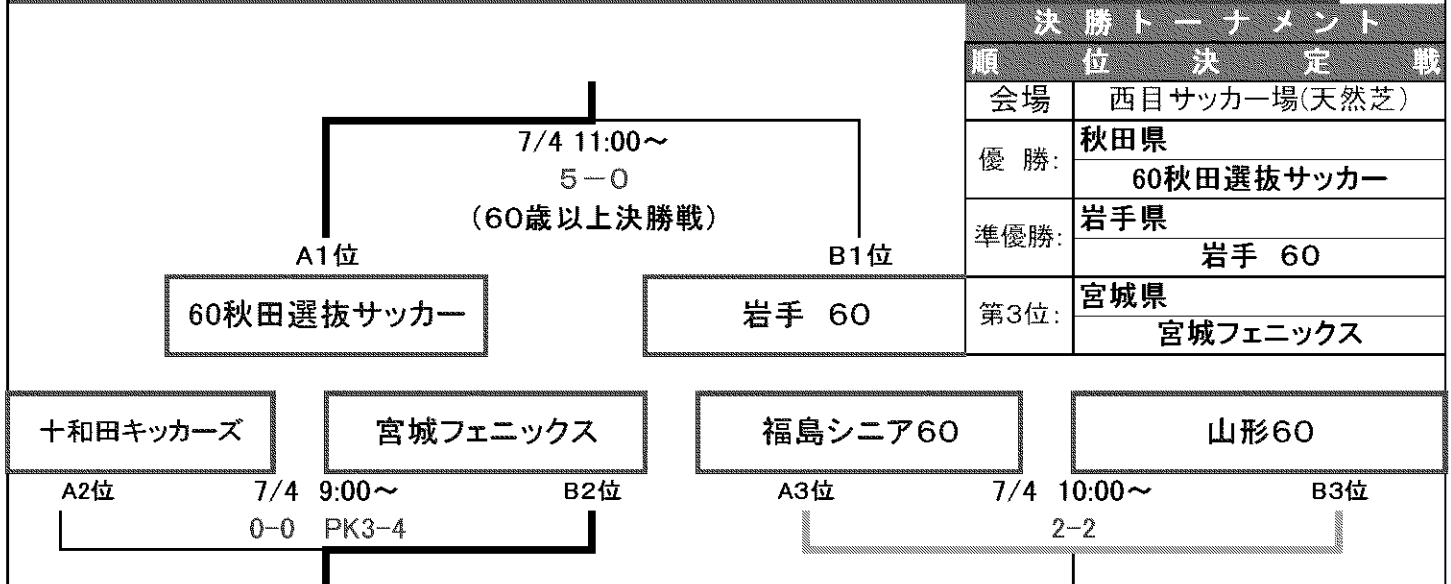 決勝トーナメント
順位決定戦
会場 西目サッカー場(天然芝)
優 勝: 秋田県
60秋田選抜サッカー
準優勝: 岩手県
岩手 60
第3位: 宮城県
宮城フェニックス
7/4 11:00～
5－0
(60歳以上決勝戦)
A1位 B1位
60秋田選抜サッカー 岩手 60
十和田キッカーズ 宮城フェニックス 福島シニア60 山形60
A2位 7/4 9:00～ B2位 A3位 7/4 10:00～ B3位
0-0 PK3-4 2-2